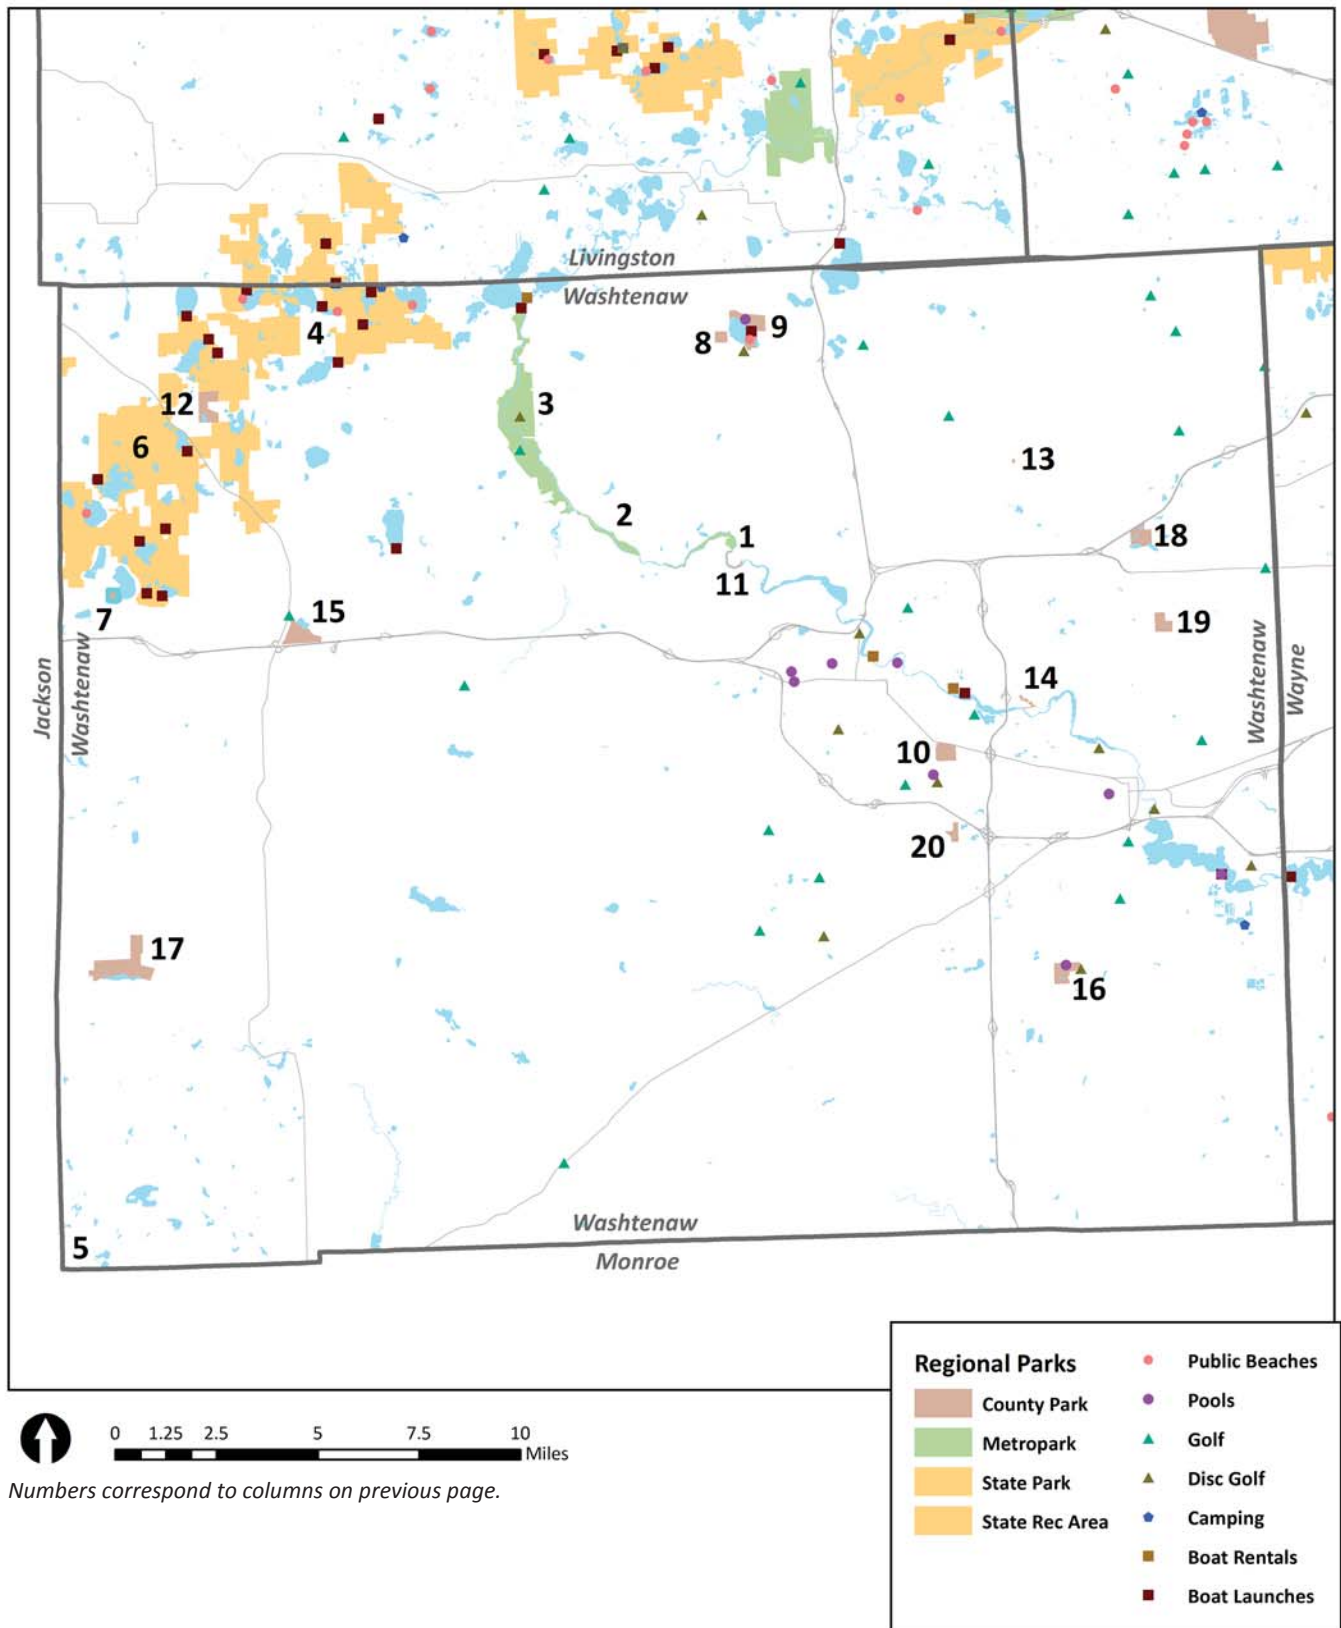 Livingston
Washtenaw
8
9
4
12
3
6
13
2
1
18
11
7
15
19
14
Jackson
Washtenaw
Washtenaw
Wayne
10
20
17
16
5
Washtenaw
Monroe
Regional Parks
County Park
Metropark
State Park
State Rec Area
Public Beaches
Pools
Golf
Disc Golf
Camping
Boat Rentals
Boat Launches
0 1.25 2.5 5 7.5 10
Miles
Numbers correspond to columns on previous page.